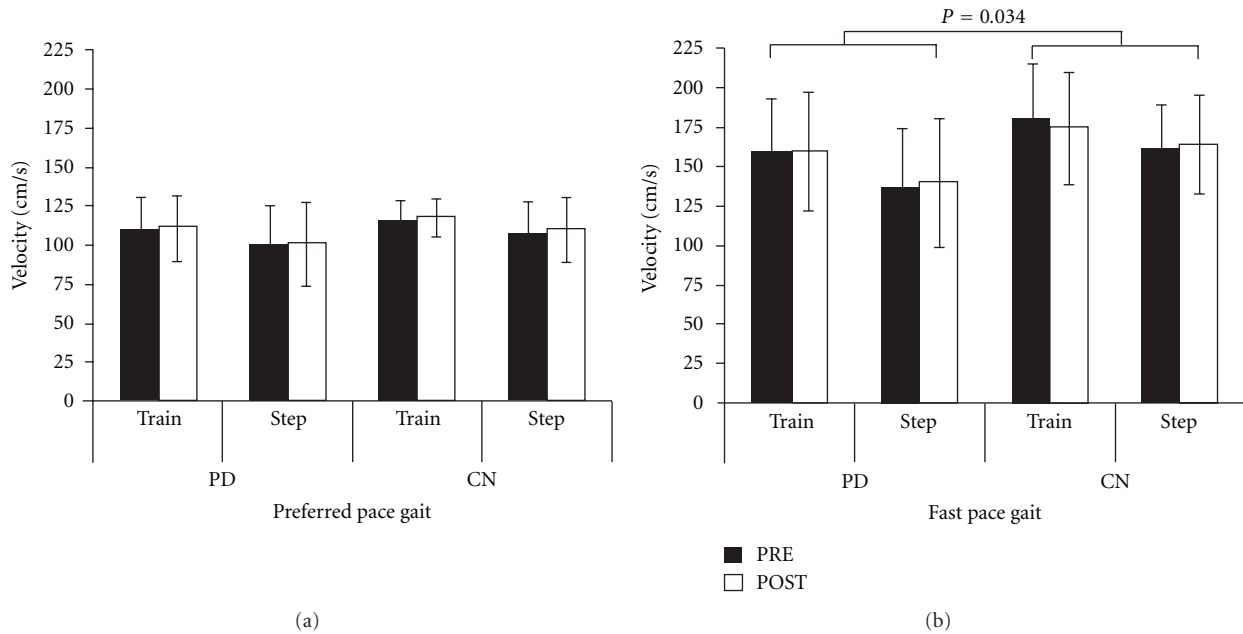 225
200
175
150
125
100
75
50
25
0
Velocity (cm/s)
Train Step Train Step
PD CN
Preferred pace gait
(a)
P = 0.034
225
200
175
150
125
100
75
50
25
0
Velocity (cm/s)
Train Step Train Step
PD CN
Fast pace gait
PRE
POST
(b)